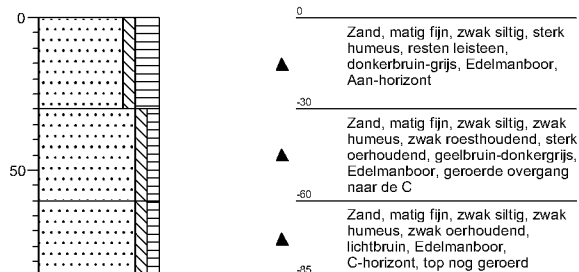 0
50
0
Zand, matig fijn, zwak siltig, sterk
humeus, resten leisteen,
donkerbruin-grijs, Edelmanboor,
Aan-horizont
-30
Zand, matig fijn, zwak siltig, zwak
humeus, zwak roesthoudend, sterk
oerhoudend, geelbruin-donkergrijs,
Edelmanboor, geroerde overgang
naar de C
-60
Zand, matig fijn, zwak siltig, zwak
humeus, zwak oerhoudend,
lichtbruin, Edelmanboor,
C-horizont, top nog geroerd
-85